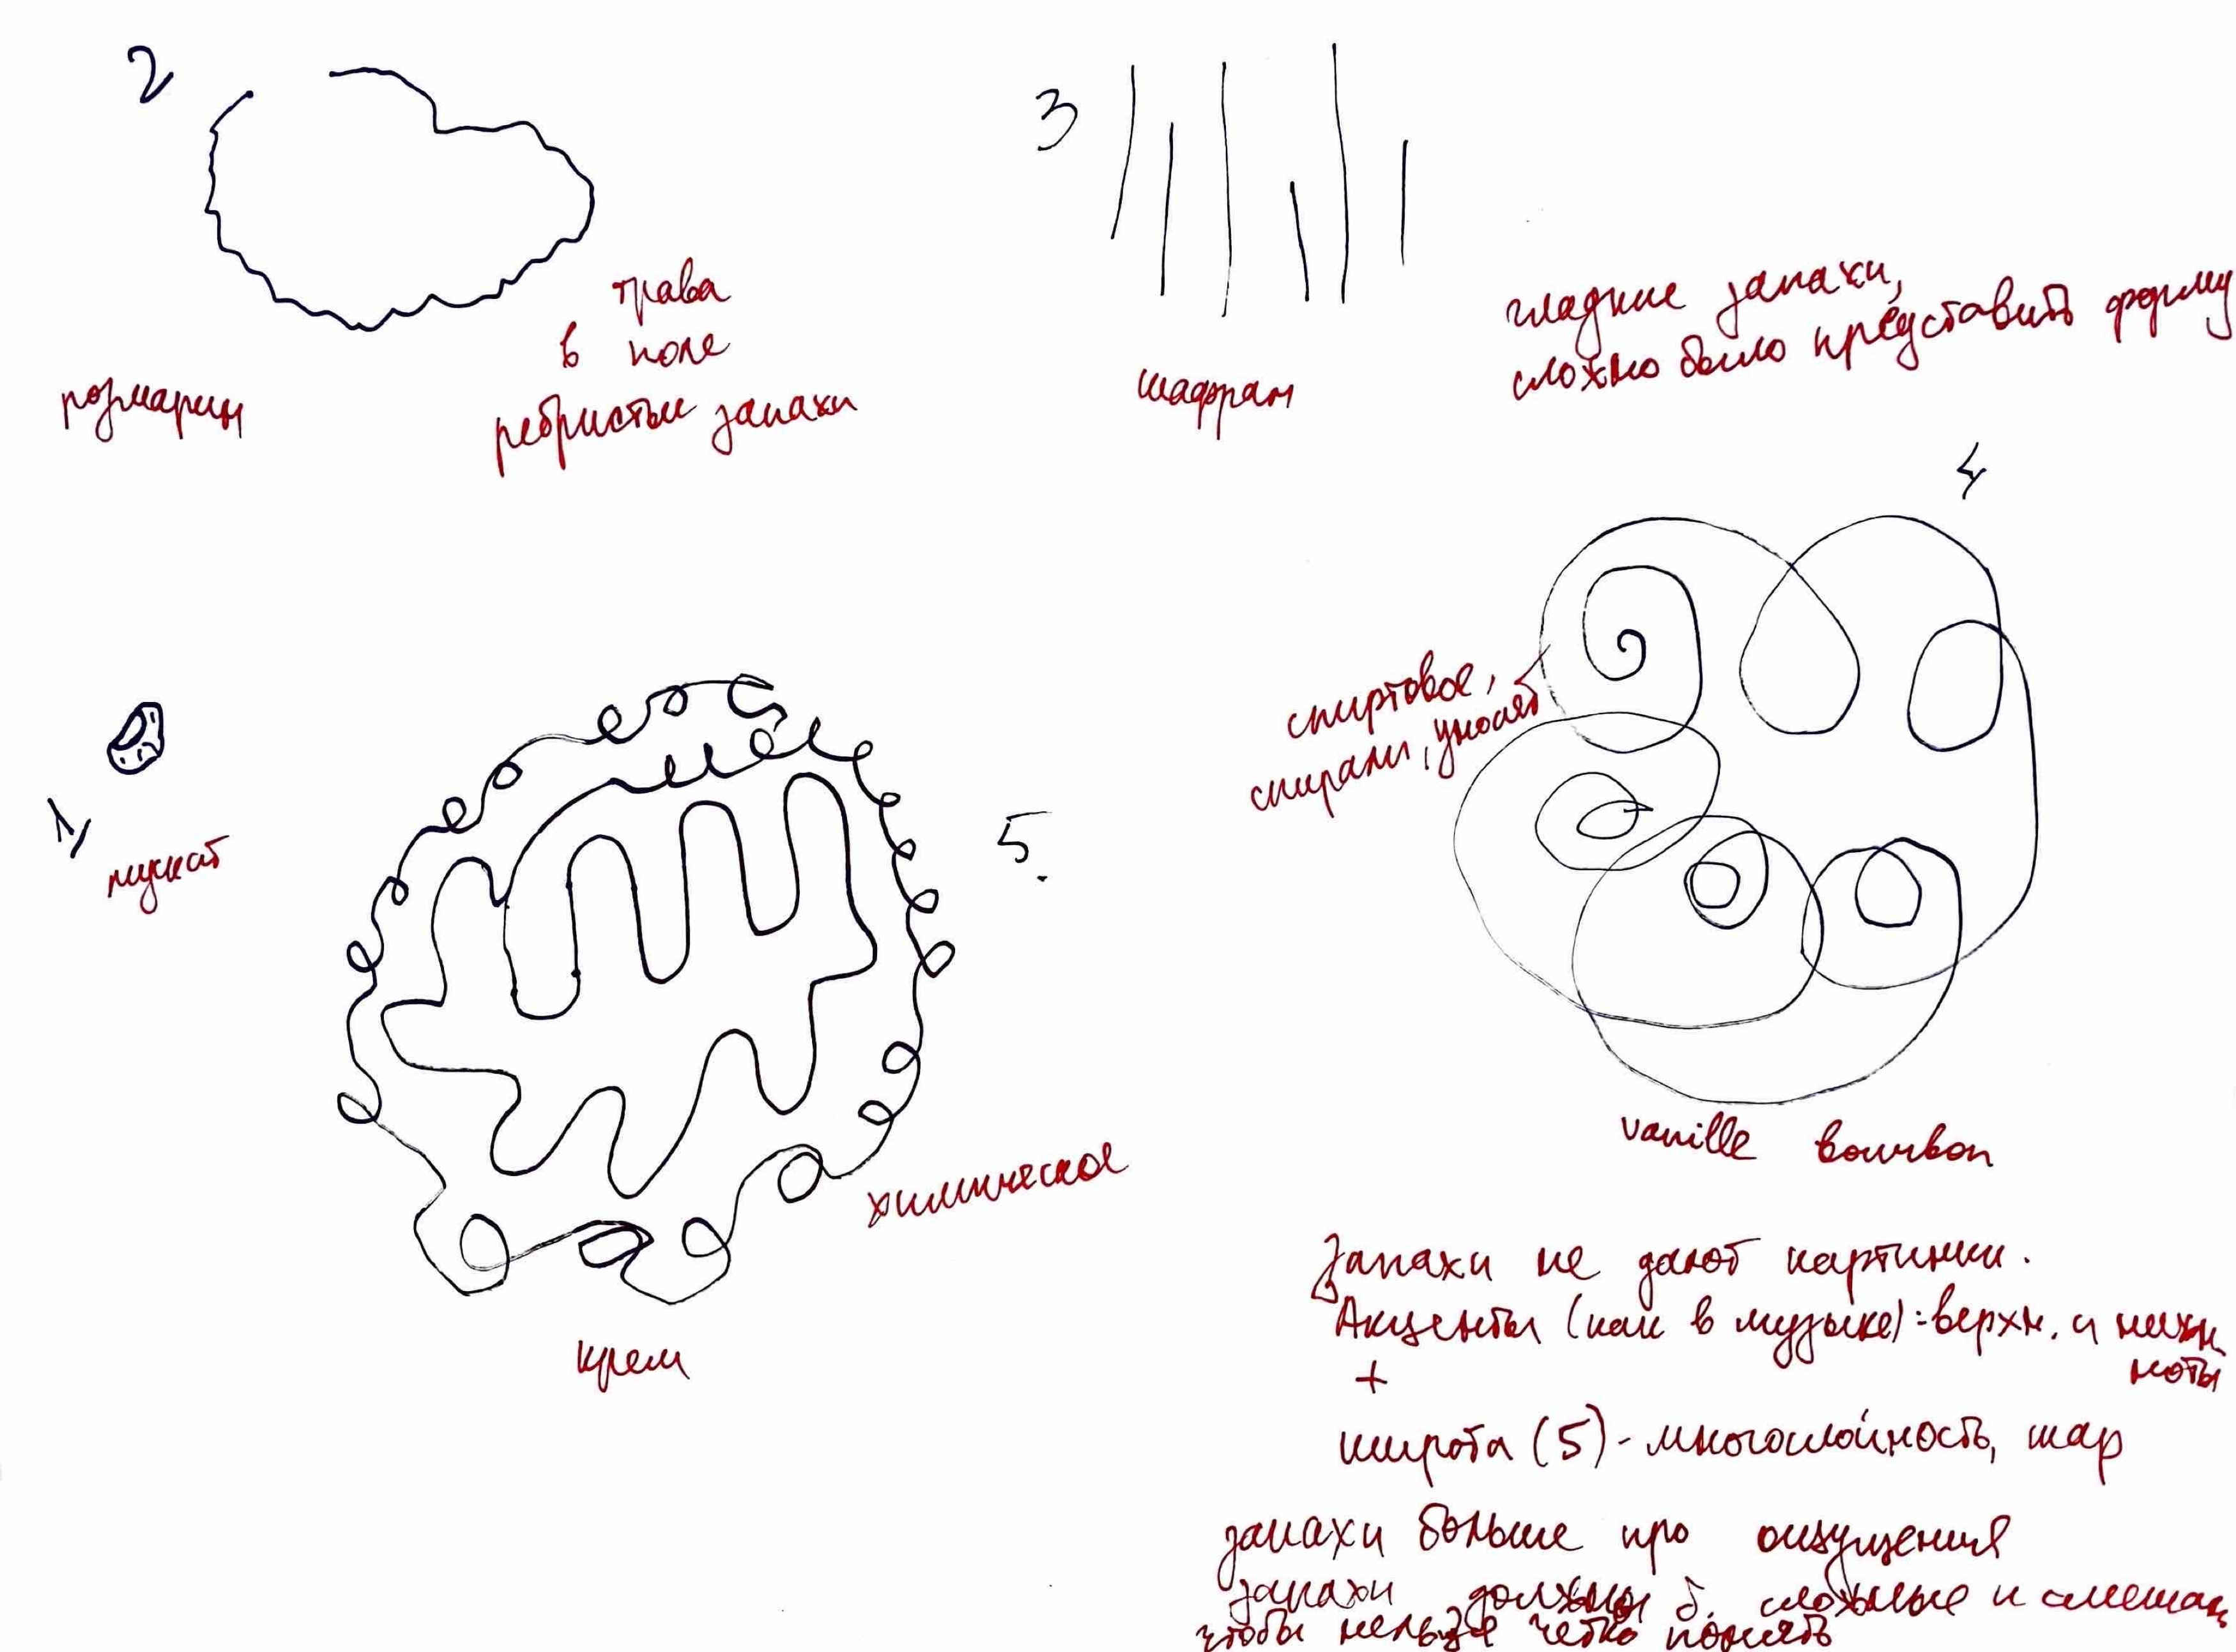 2
розмарин
трава
в поле
ребристые запахи
3
шафран
гладкие запахи,
сложно было представить форму
1
мускат
5.
химическое
крем
4
спиртовое,
спирали, уносят
vanille bourbon
Запахи не дают картинки.
Акценты (как в музыке): верхн. и нижн.
+ ноты
широта (5) - многослойность, шар
запахи больше про ощущения
запахи должны б. сложные и смешан
чтобы нельзя четко понять